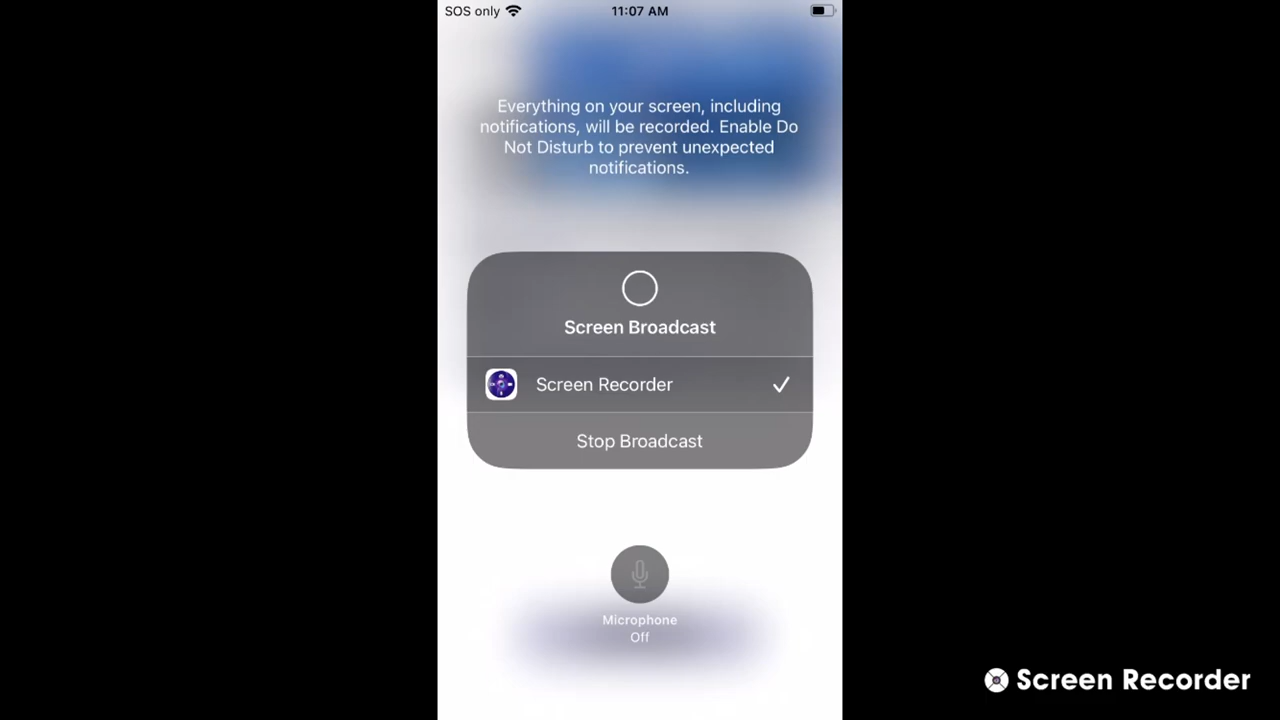 SOS only
11:07 AM
Everything on your screen, including
notifications, will be recorded. Enable Do
Not Disturb to prevent unexpected
notifications.
Screen Broadcast
Screen Recorder
Stop Broadcast
Microphone
Off
Screen Recorder